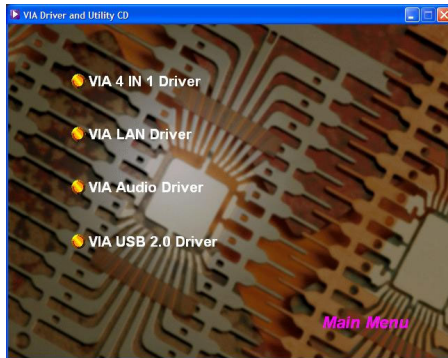 VIA Driver and Utility CD
VIA 4 IN 1 Driver
VIA LAN Driver
VIA Audio Driver
VIA USB 2.0 Driver
Main Menu